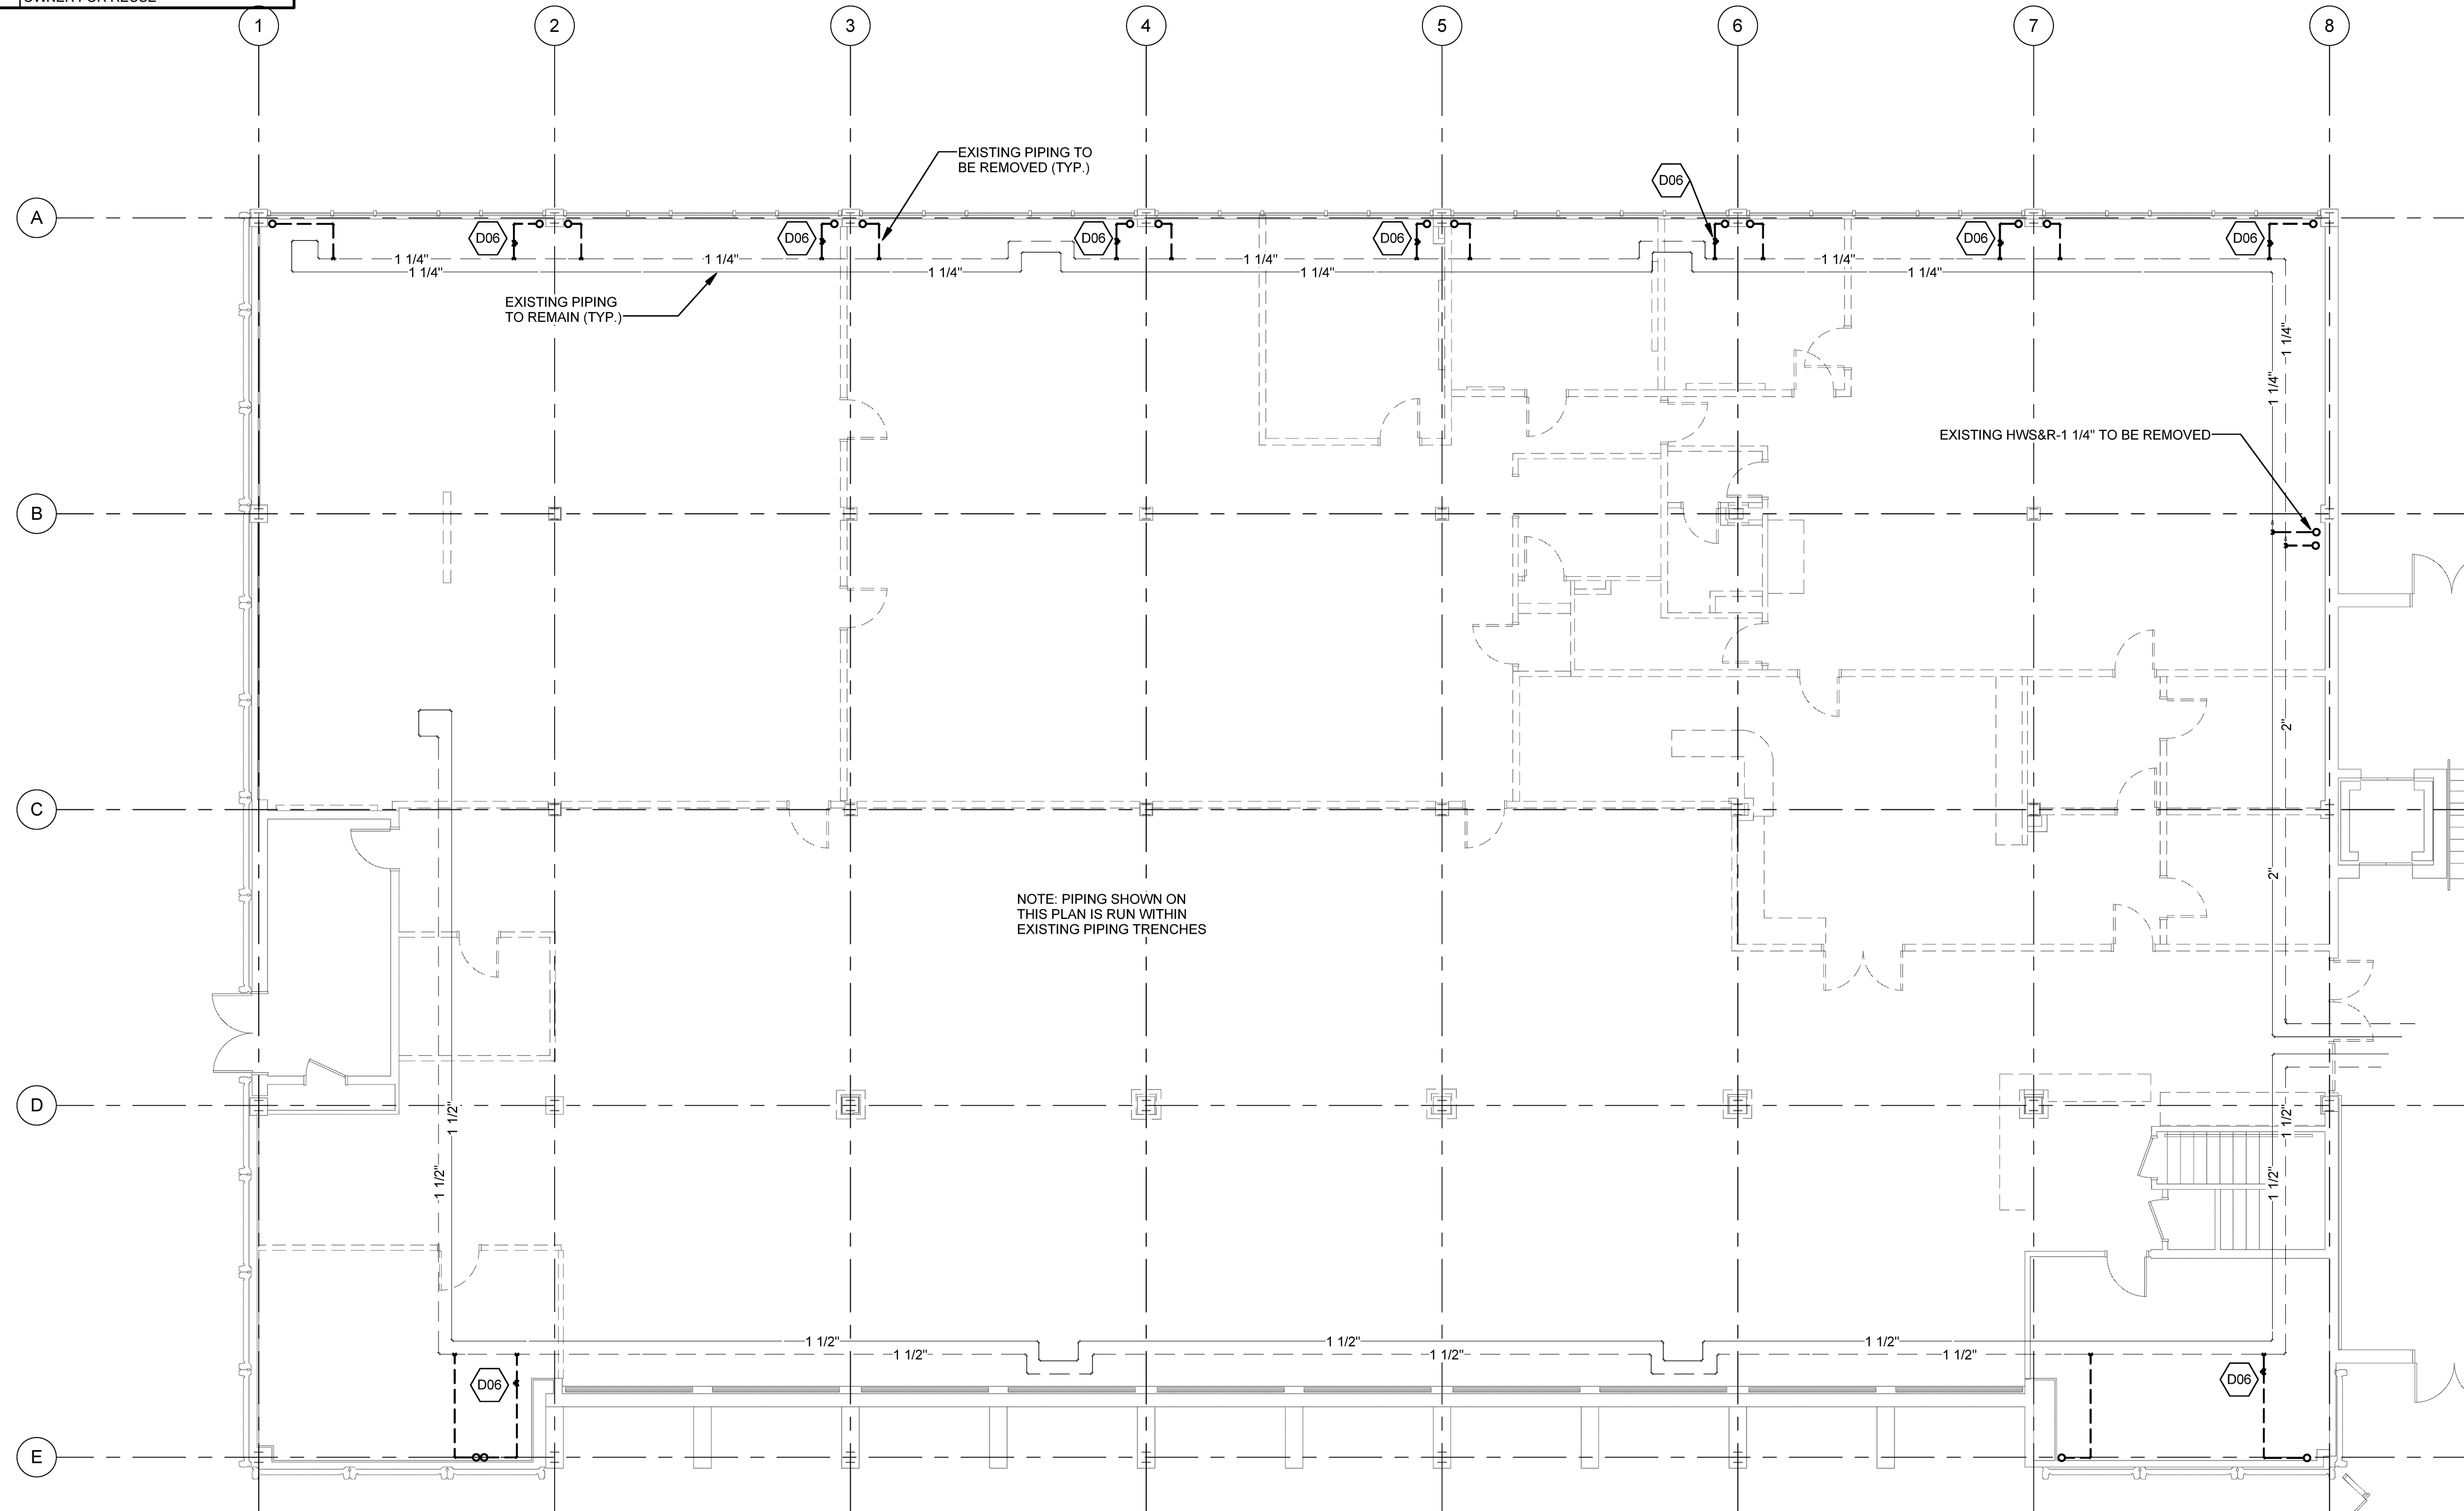 OWNER FOR REUSE
1 2 3 4 5 6 7 8
EXISTING PIPING TO
BE REMOVED (TYP.)
D06
A
D06 D06 D06 D06 D06 D06
1 1/4" 1 1/4" 1 1/4" 1 1/4"
1 1/4" 1 1/4" 1 1/4" 1 1/4"
EXISTING PIPING
TO REMAIN (TYP.)
1 1/4"
1 1/4"
EXISTING HWS&R-1 1/4" TO BE REMOVED
B
2"
C
2"
NOTE: PIPING SHOWN ON
THIS PLAN IS RUN WITHIN
EXISTING PIPING TRENCHES
D
1 1/2"
1 1/2"
1 1/2"
1 1/2"
1 1/2" 1 1/2" 1 1/2"
1 1/2" 1 1/2" 1 1/2"
D06
D06
E